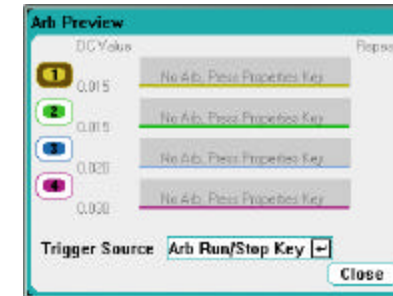 Arb Preview
DC Value Repea
1 No Arb, Press Properties Key
0.015
2 No Arb, Press Properties Key
0.015
3 No Arb, Press Properties Key
0.020
4 No Arb, Press Properties Key
0.030
Trigger Source Arb Run/Stop Key
Close